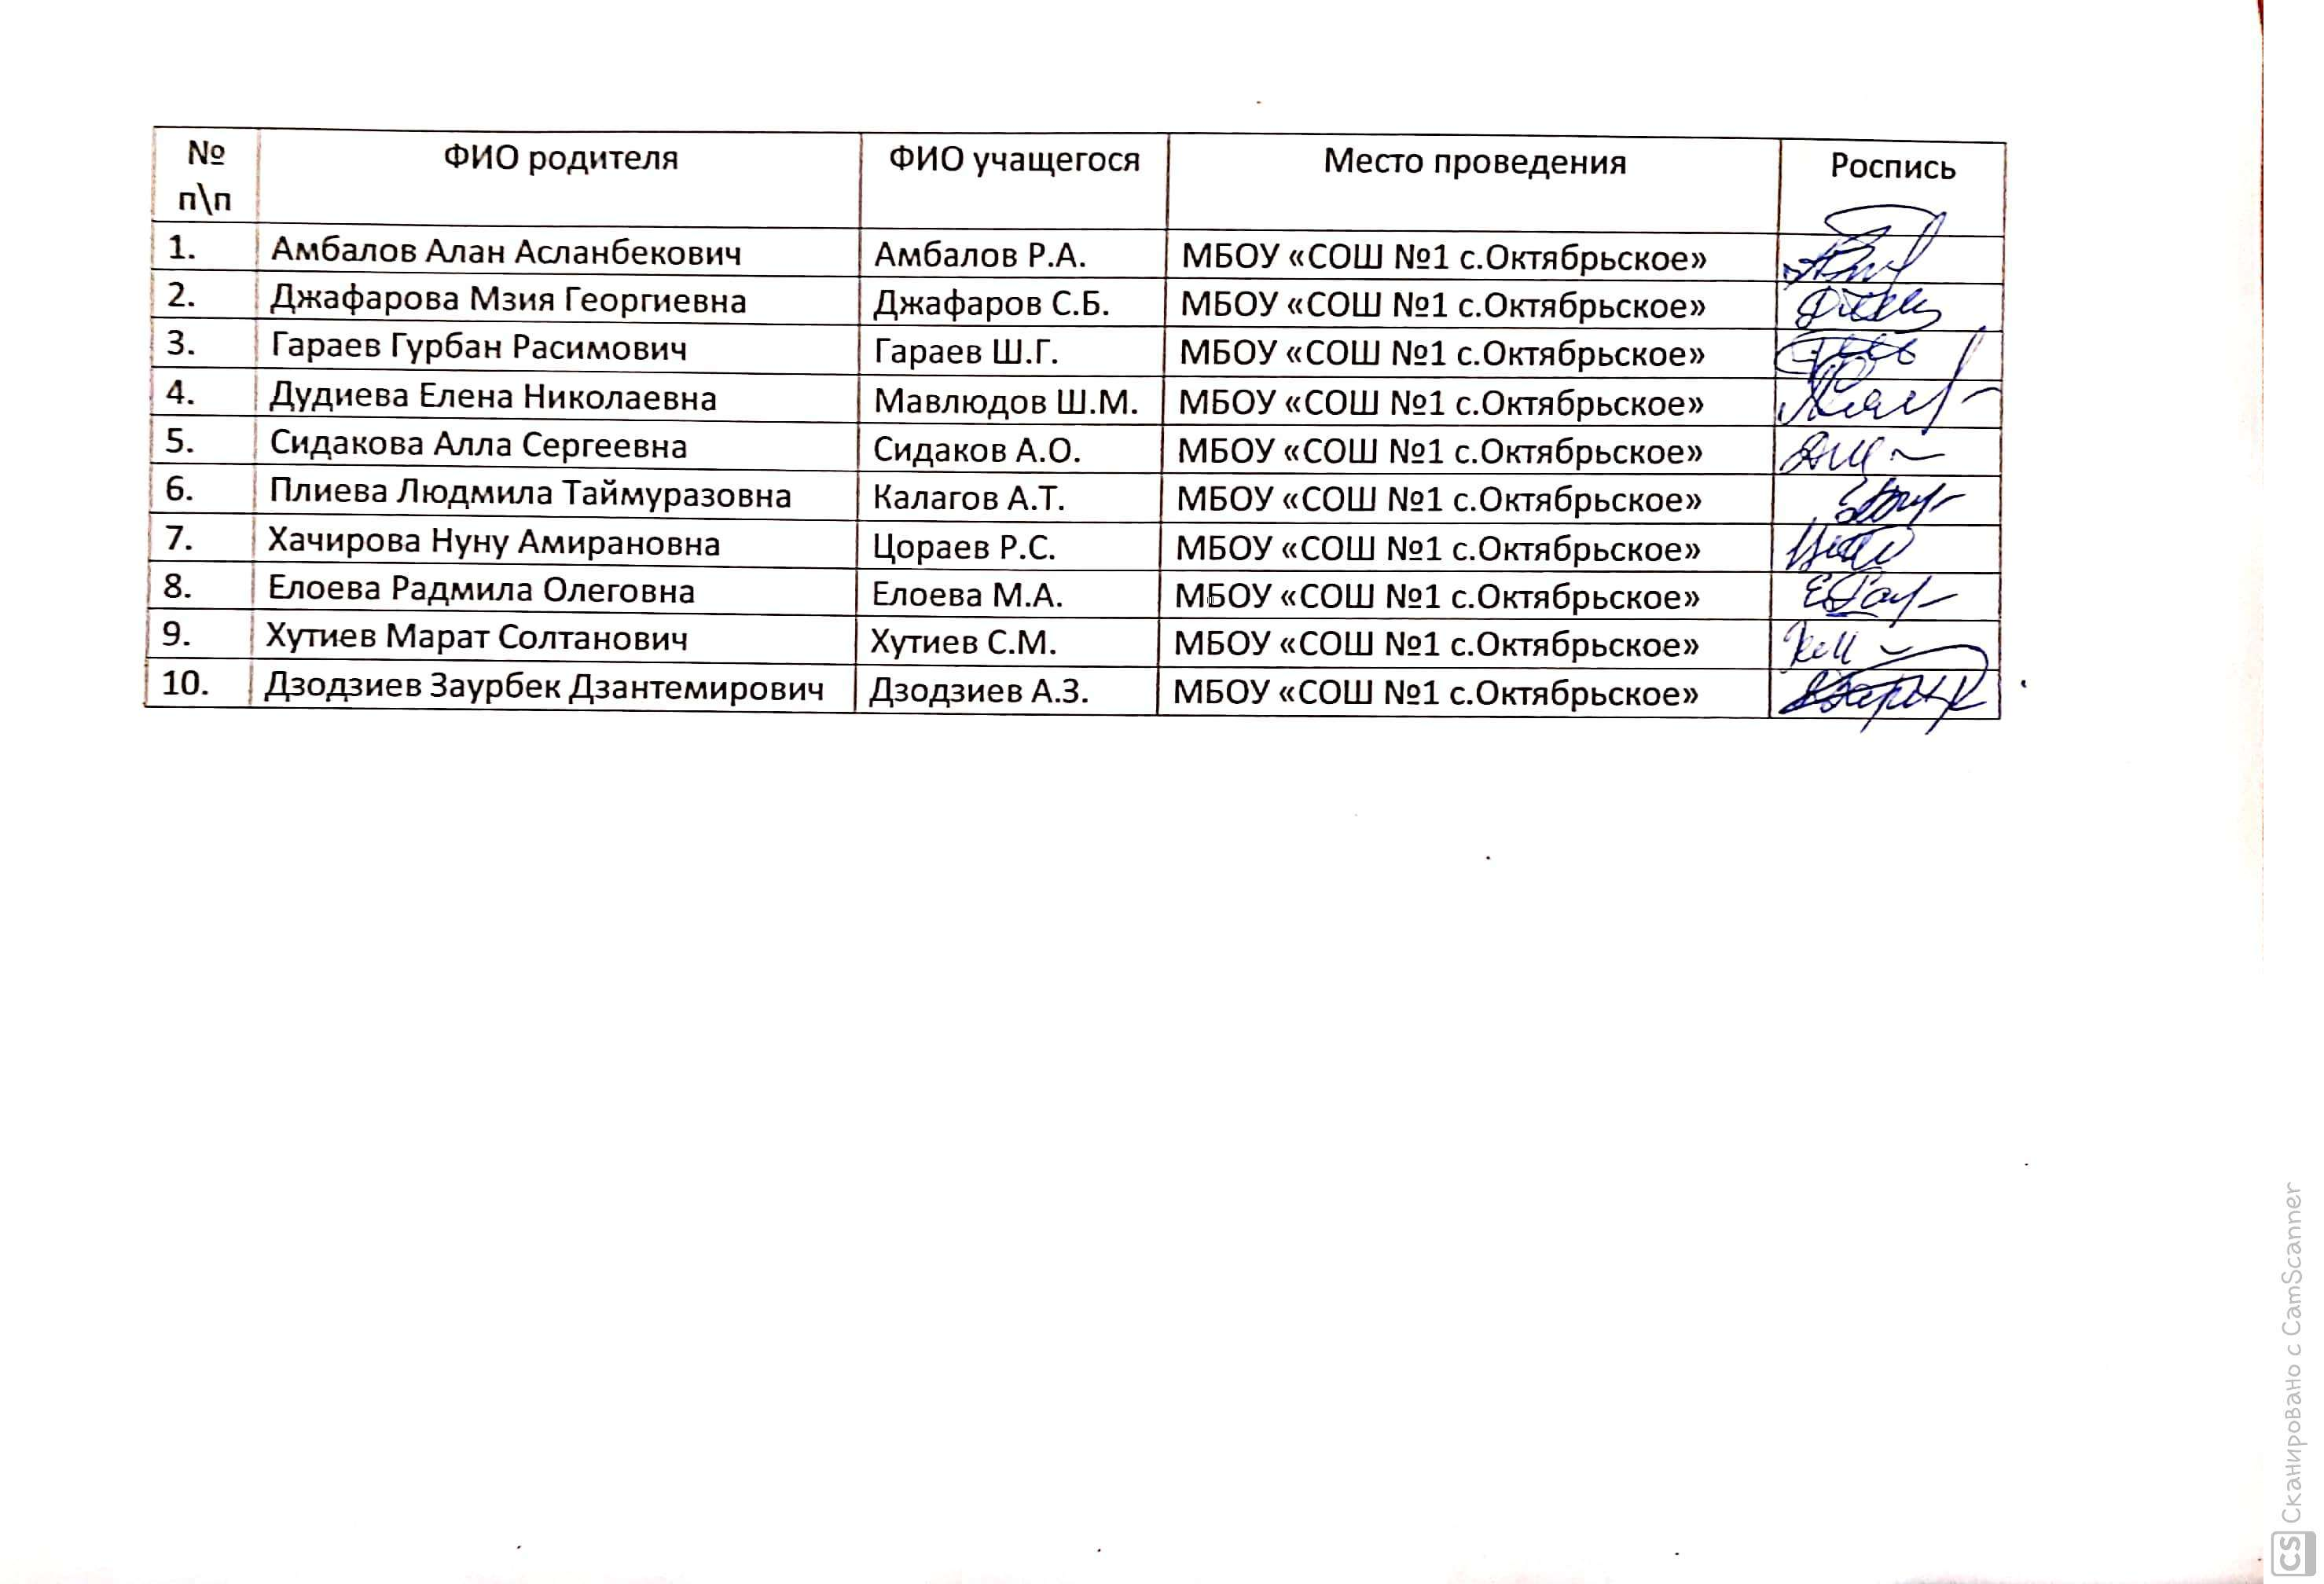 № п\п ФИО родителя ФИО учащегося Место проведения Роспись
1. Амбалов Алан Асланбекович Амбалов Р.А. МБОУ «СОШ №1 с.Октябрьское»
2. Джафарова Мзия Георгиевна Джафаров С.Б. МБОУ «СОШ №1 с.Октябрьское»
3. Гараев Гурбан Расимович Гараев Ш.Г. МБОУ «СОШ №1 с.Октябрьское»
4. Дудиева Елена Николаевна Мавлюдов Ш.М. МБОУ «СОШ №1 с.Октябрьское»
5. Сидакова Алла Сергеевна Сидаков А.О. МБОУ «СОШ №1 с.Октябрьское»
6. Плиева Людмила Таймуразовна Калагов А.Т. МБОУ «СОШ №1 с.Октябрьское»
7. Хачирова Нуну Амирановна Цораев Р.С. МБОУ «СОШ №1 с.Октябрьское»
8. Елоева Радмила Олеговна Елоева М.А. МБОУ «СОШ №1 с.Октябрьское»
9. Хутиев Марат Солтанович Хутиев С.М. МБОУ «СОШ №1 с.Октябрьское»
10. Дзодзиев Заурбек Дзантемирович Дзодзиев А.З. МБОУ «СОШ №1 с.Октябрьское»
CS Сканировано с CamScanner